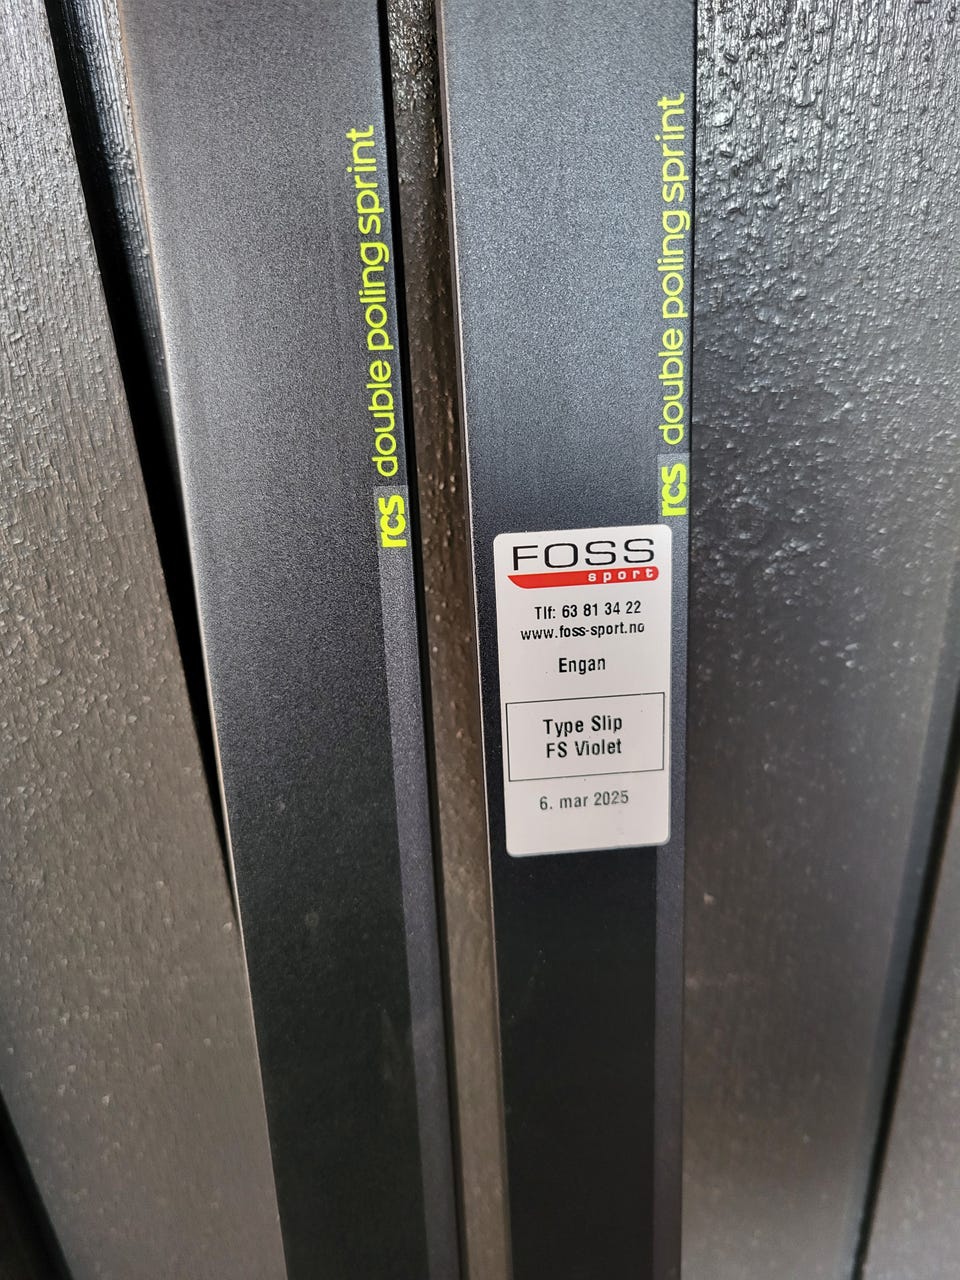 rcs double poling sprint
rcs double poling sprint
FOSS
sport
Tlf: 63 81 34 22
www.foss-sport.no
Engan
Type Slip
FS Violet
6. mar 2025